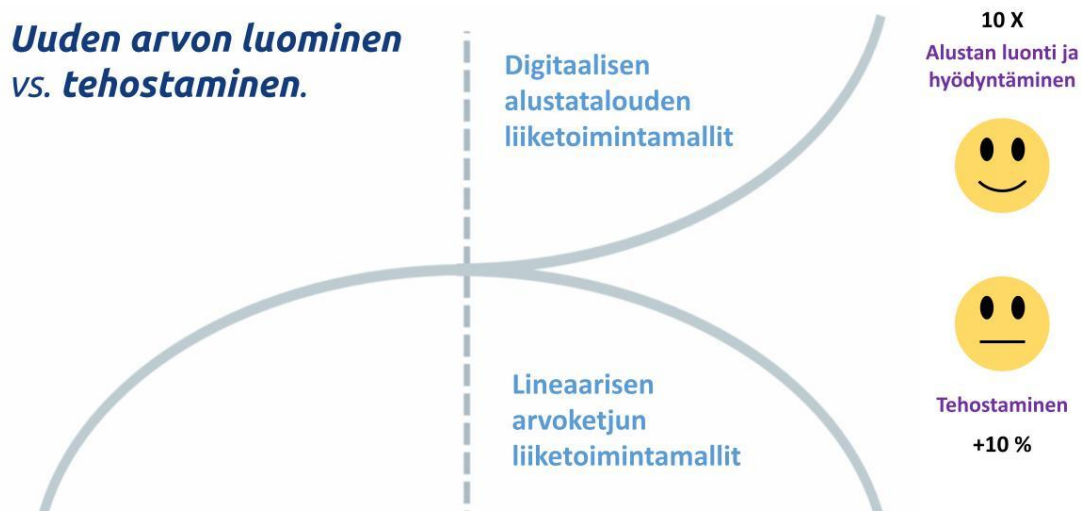 Uuden arvon luominen
vs. tehostaminen.
Digitaalisen
alustatalouden
liiketoimintamallit
10 X
Alustan luonti ja
hyödyntäminen
Lineaarisen
arvoketjun
liiketoimintamallit
Tehostaminen
+10 %